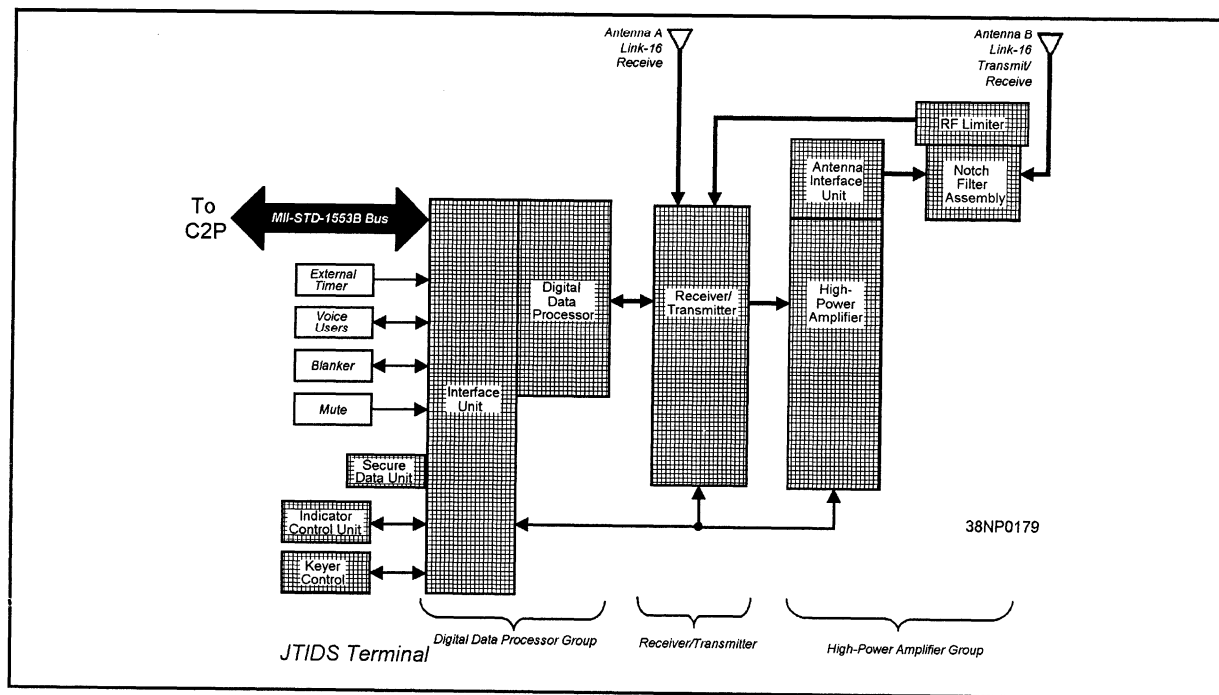 Antenna A
Link-16
Receive
Antenna B
Link-16
Transmit/
Receive
RF Limiter
Antenna
Interface
Unit
Notch
Filter
Assembly
To
C2P
MIl-STD-1553B Bus
External
Timer
Voice
Users
Blanker
Mute
Digital
Data
Processor
Receiver/
Transmitter
High-
Power
Amplifier
Interface
Unit
Secure
Data Unit
Indicator
Control Unit
Keyer
Control
38NP0179
Digital Data Processor Group
Receiver/Transmitter
High-Power Amplifier Group
JTIDS Terminal